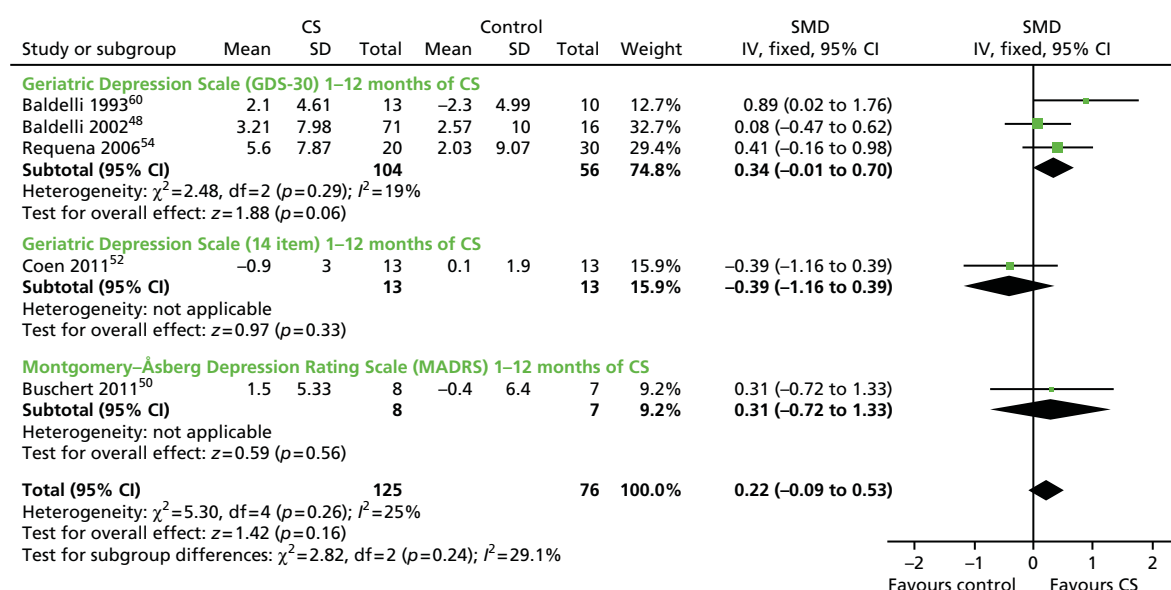 CS Control SMD SMD
Study or subgroup Mean SD Total Mean SD Total Weight IV, fixed, 95% CI IV, fixed, 95% CI
Geriatric Depression Scale (GDS-30) 1–12 months of CS
Baldelli 1993⁶⁰ 2.1 4.61 13 –2.3 4.99 10 12.7% 0.89 (0.02 to 1.76)
Baldelli 2002⁴⁸ 3.21 7.98 71 2.57 10 16 32.7% 0.08 (–0.47 to 0.62)
Requena 2006⁵⁴ 5.6 7.87 20 2.03 9.07 30 29.4% 0.41 (–0.16 to 0.98)
Subtotal (95% CI) 104 56 74.8% 0.34 (–0.01 to 0.70)
Heterogeneity: χ²=2.48, df=2 (p=0.29); I²=19%
Test for overall effect: z=1.88 (p=0.06)
Geriatric Depression Scale (14 item) 1–12 months of CS
Coen 2011⁵² –0.9 3 13 0.1 1.9 13 15.9% –0.39 (–1.16 to 0.39)
Subtotal (95% CI) 13 13 15.9% –0.39 (–1.16 to 0.39)
Heterogeneity: not applicable
Test for overall effect: z=0.97 (p=0.33)
Montgomery–Åsberg Depression Rating Scale (MADRS) 1–12 months of CS
Buschert 2011⁵⁰ 1.5 5.33 8 –0.4 6.4 7 9.2% 0.31 (–0.72 to 1.33)
Subtotal (95% CI) 8 7 9.2% 0.31 (–0.72 to 1.33)
Heterogeneity: not applicable
Test for overall effect: z=0.59 (p=0.56)
Total (95% CI) 125 76 100.0% 0.22 (–0.09 to 0.53)
Heterogeneity: χ²=5.30, df=4 (p=0.26); I²=25%
Test for overall effect: z=1.42 (p=0.16)
Test for subgroup differences: χ²=2.82, df=2 (p=0.24); I²=29.1%
–2 –1 0 1 2
Favours control Favours CS